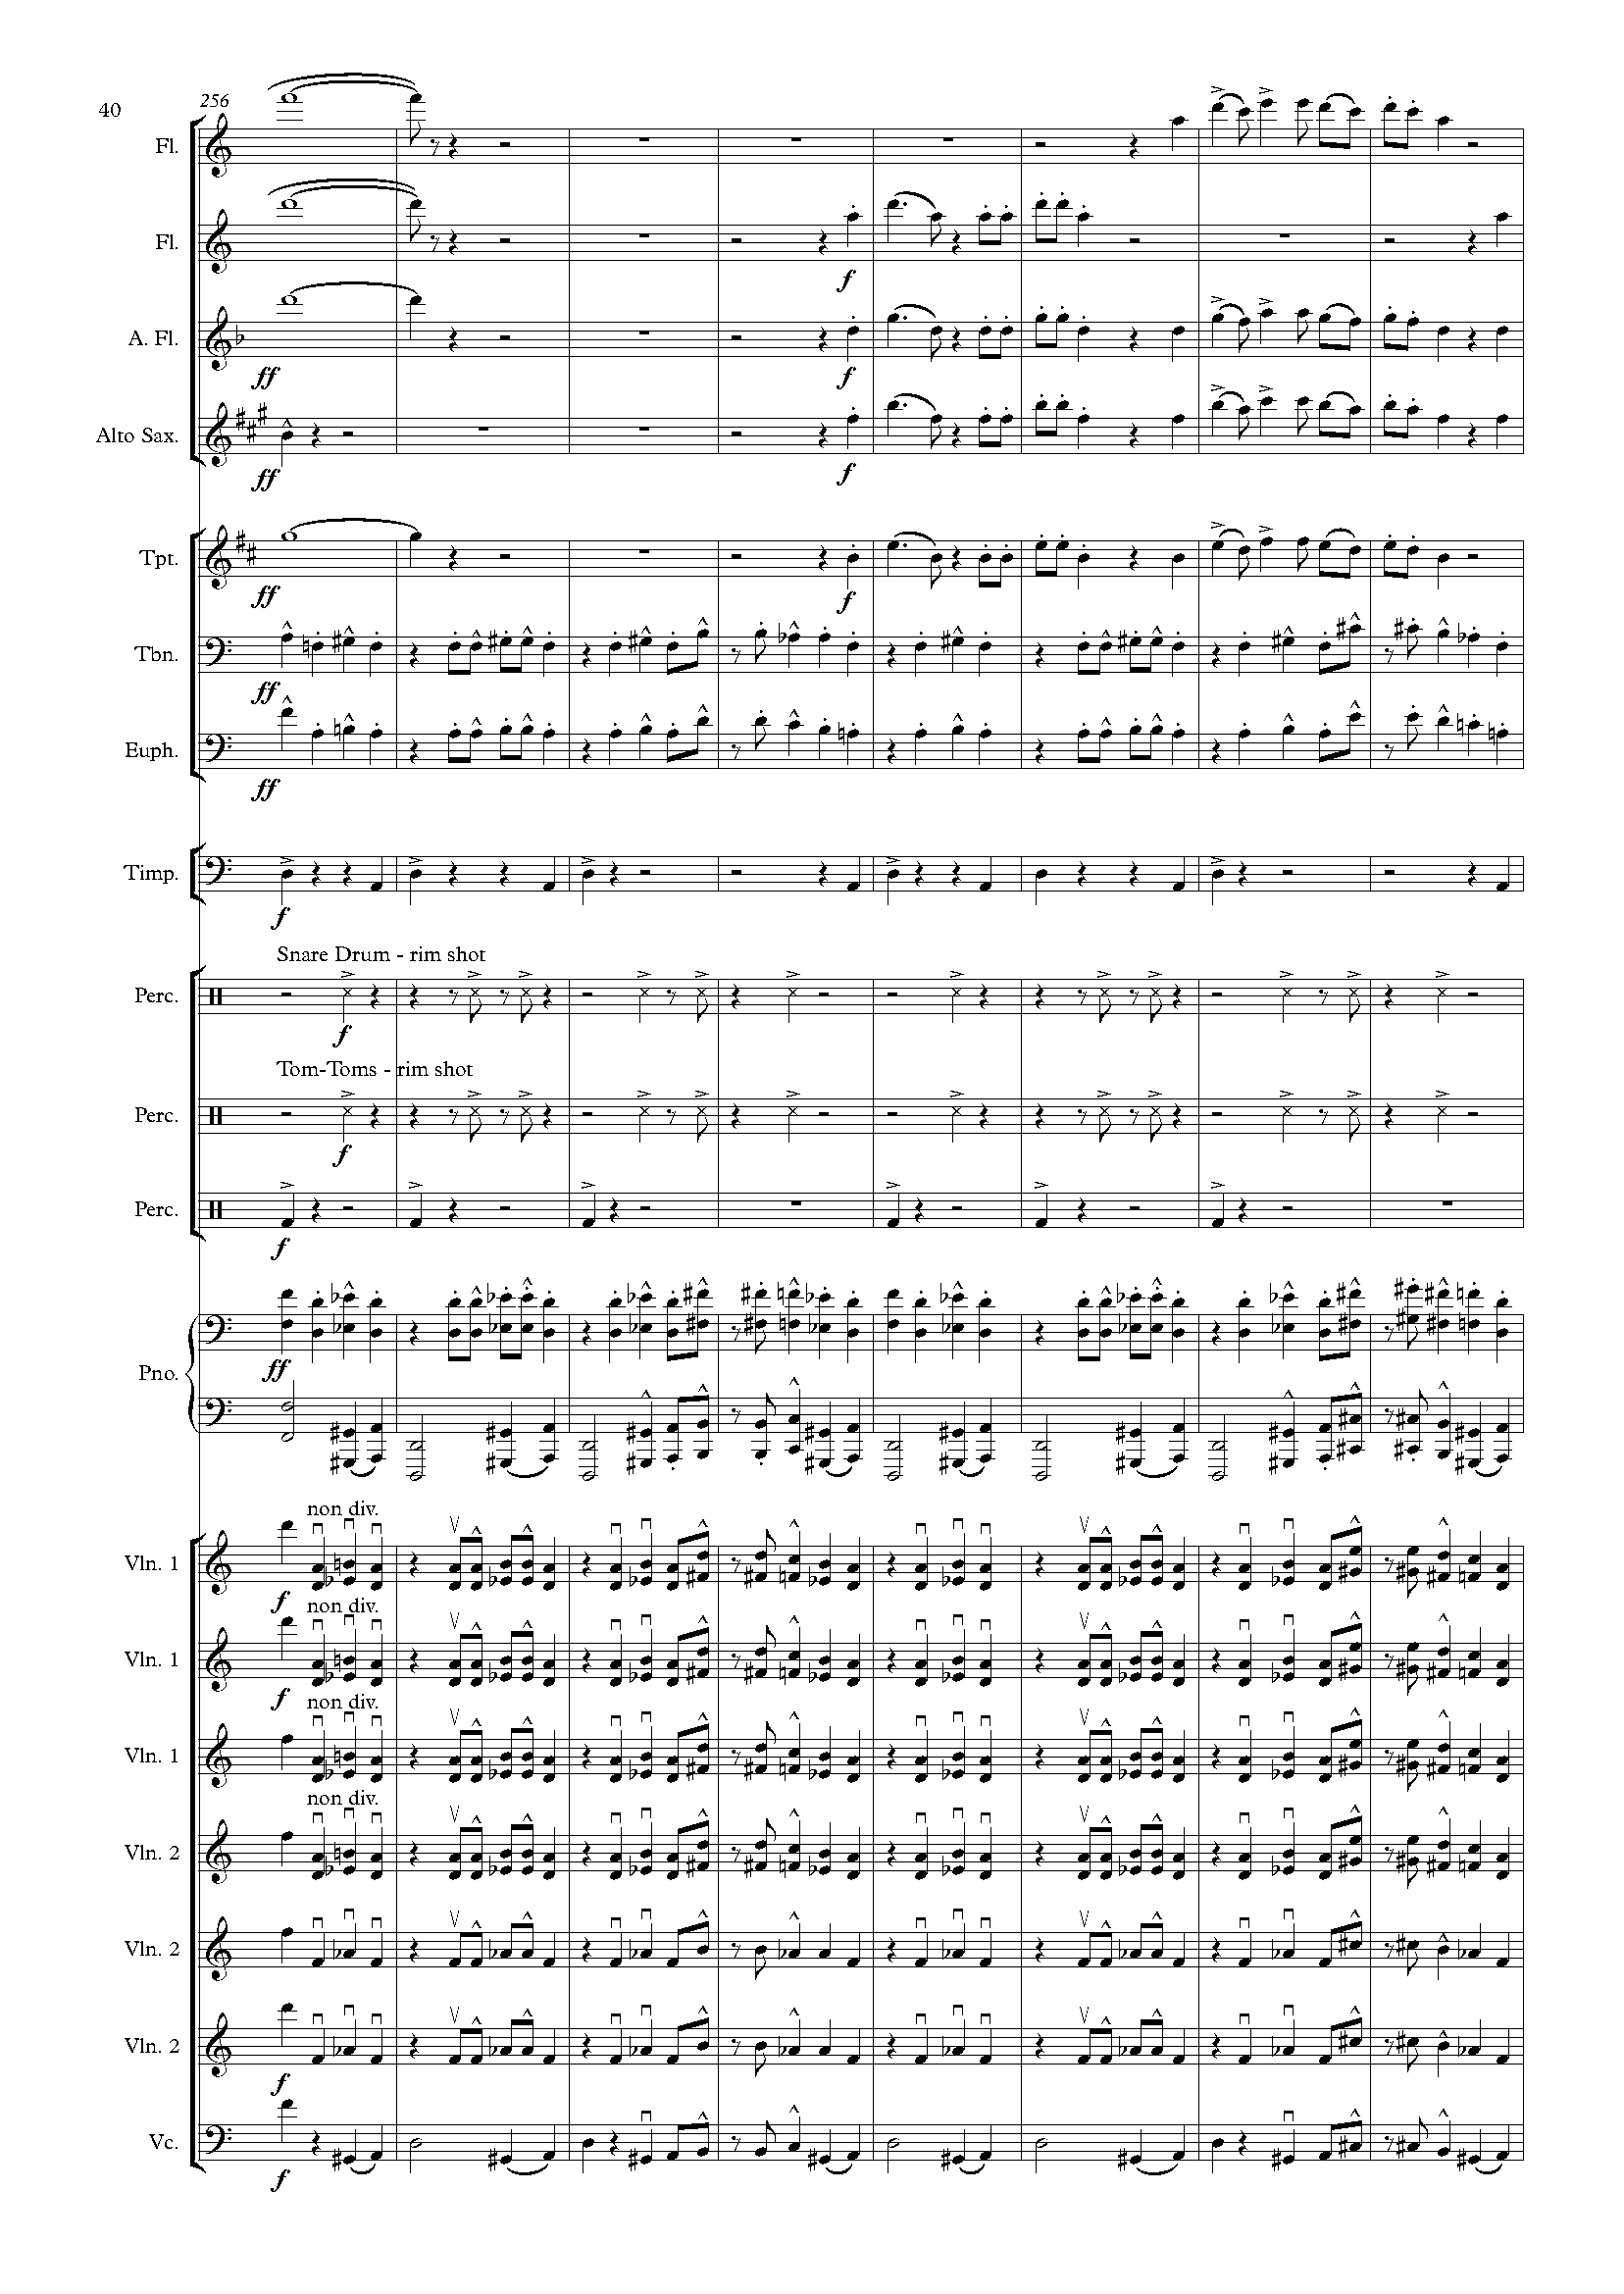 40
256
Fl.
Fl.
f
A. Fl.
ff
f
Alto Sax.
ff
f
Tpt.
ff
f
Tbn.
ff
Euph.
ff
Timp.
f
Snare Drum - rim shot
Perc.
f
Tom-Toms - rim shot
Perc.
f
Perc.
f
Pno.
ff
non div.
Vln. 1
f
non div.
Vln. 1
f
non div.
Vln. 1
non div.
Vln. 2
Vln. 2
Vln. 2
f
Vc.
f